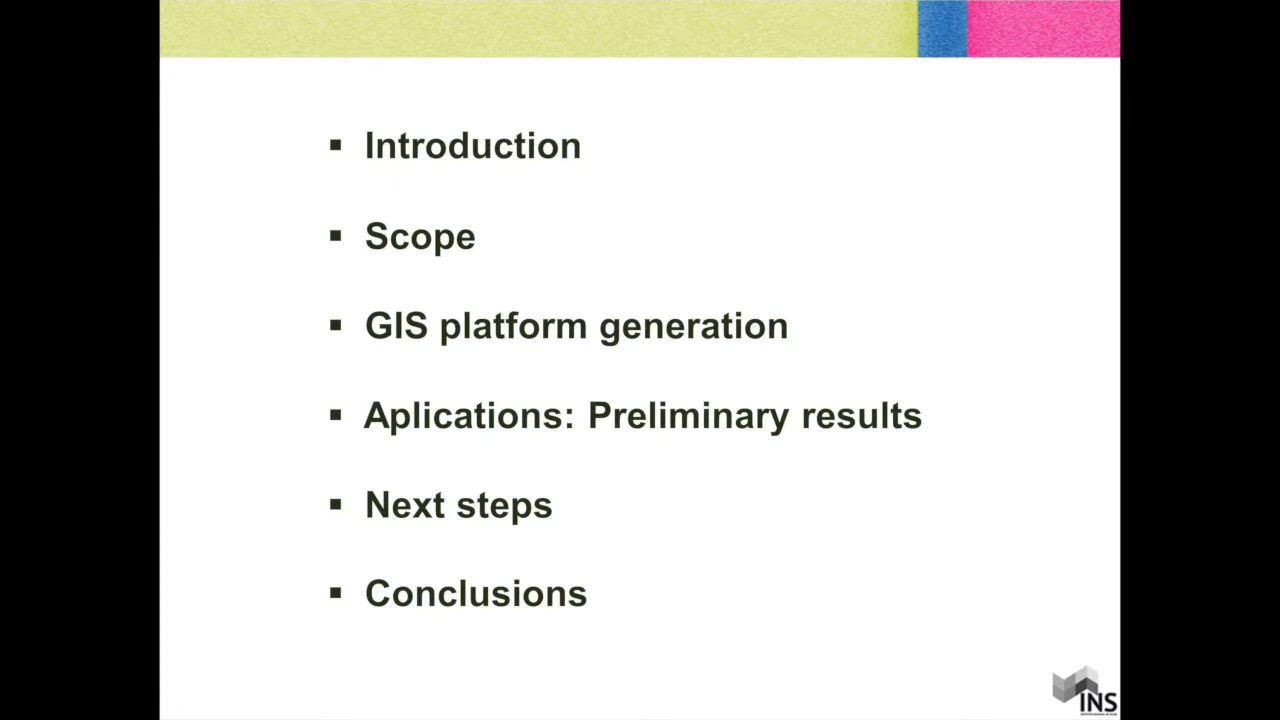 ▪ Introduction
▪ Scope
▪ GIS platform generation
▪ Aplications: Preliminary results
▪ Next steps
▪ Conclusions
INS